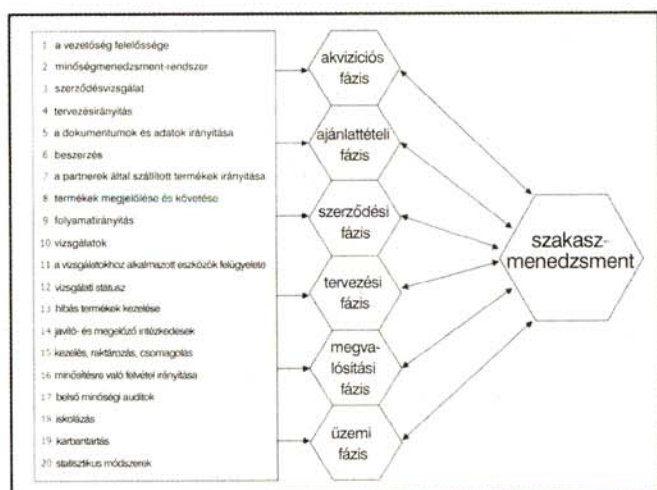 1 a vezetőség felelőssége
2 minőségmenedzsment-rendszer
3 szerződésvizsgálat
4 tervezésirányítás
5 a dokumentumok és adatok irányítása
6 beszerzés
7 a partnerek által szállított termékek irányítása
8 termékek megjelölése és követése
9 folyamatirányítás
10 vizsgálatok
11 a vizsgálatokhoz alkalmazott eszközök felügyelete
12 vizsgálati státusz
13 hibás termékek kezelése
14 javító- és megelőző intézkedések
15 kezelés, raktározás, csomagolás
16 minősítésre való felvétel irányítása
17 belső minőségi auditok
18 iskolázás
19 karbantartás
20 statisztikus módszerek
akvizíciós
fázis
ajánlattételi
fázis
szerződési
fázis
tervezési
fázis
megva-
lósítási
fázis
üzemi
fázis
szakasz-
menedzsment